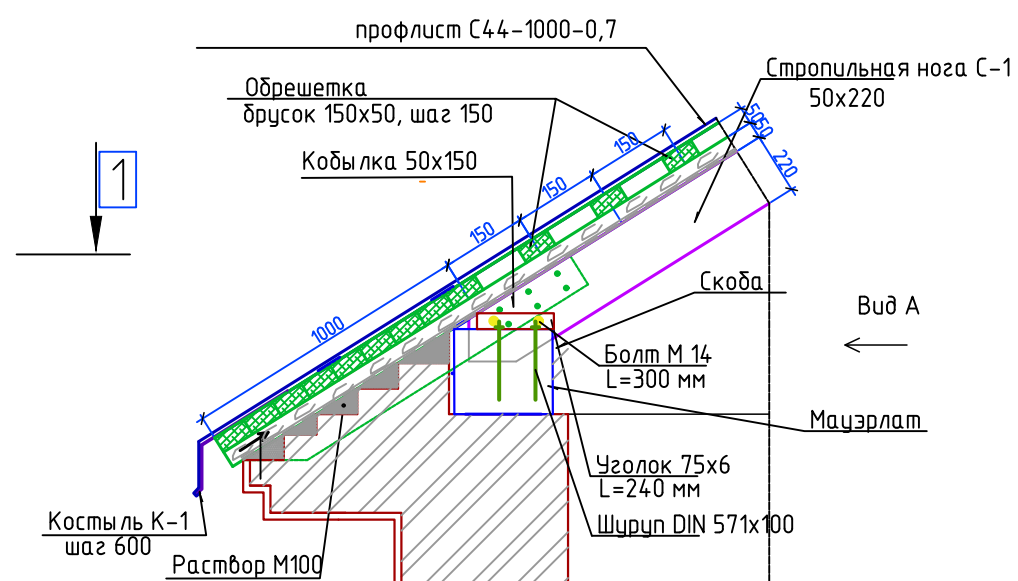 профлист С44-1000-0,7
Стропильная нога С-1
50х220
Обрешетка
брусок 150х50, шаг 150
Кобылка 50х150
50
50
220
150
150
150
1000
1
Скоба
Вид А
Болт М 14
L=300 мм
Мауэрлат
Уголок 75х6
L=240 мм
Шуруп DIN 571х100
Костыль К-1
шаг 600
Раствор М100